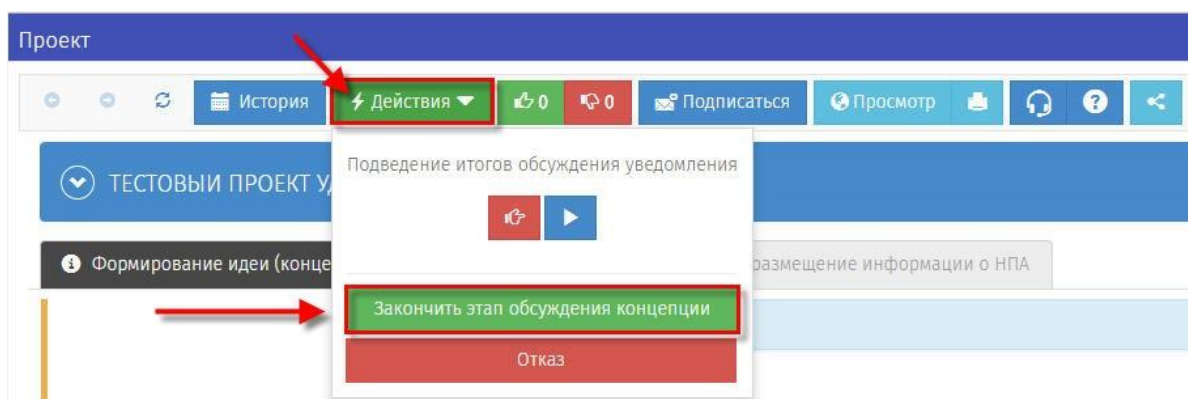 Проект
История Действия 0 0 Подписаться Просмотр
Подведение итогов обсуждения уведомления
ТЕСТОВЫЙ ПРОЕКТ
Формирование идеи (конце размещение информации о НПА
Закончить этап обсуждения концепции
Отказ